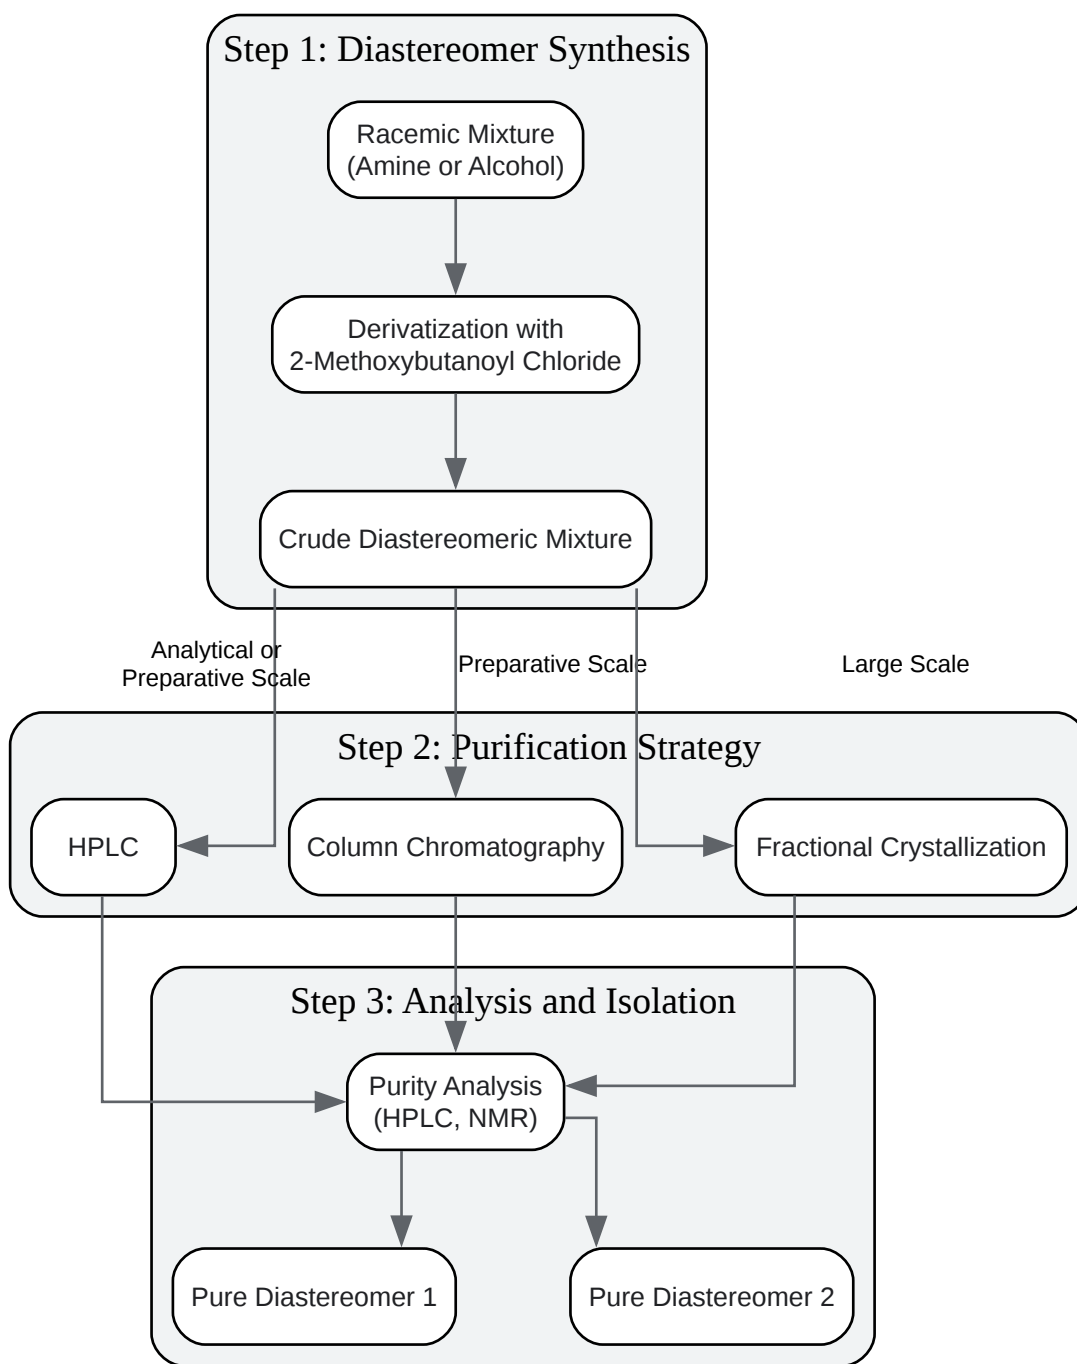 Step 1: Diastereomer Synthesis
Racemic Mixture
(Amine or Alcohol)
Derivatization with
2-Methoxybutanoyl Chloride
Crude Diastereomeric Mixture
Analytical or
Preparative Scale
Preparative Scale
Large Scale
Step 2: Purification Strategy
HPLC
Column Chromatography
Fractional Crystallization
Step 3: Analysis and Isolation
Purity Analysis
(HPLC, NMR)
Pure Diastereomer 1
Pure Diastereomer 2